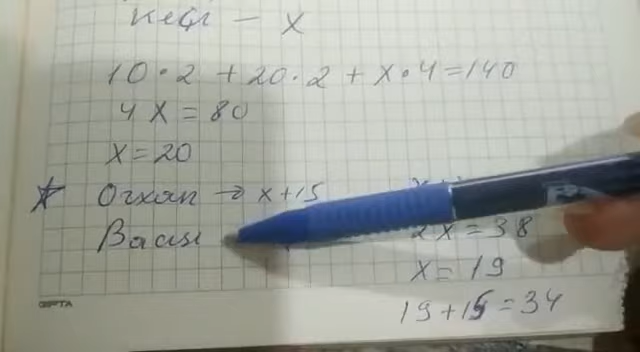 Keçi – x
10·2 + 20·2 + x·4 = 140
4x = 80
x = 20
Orxan → x + 15
Bacısı
2x = 38
x = 19
19 + 15 = 34